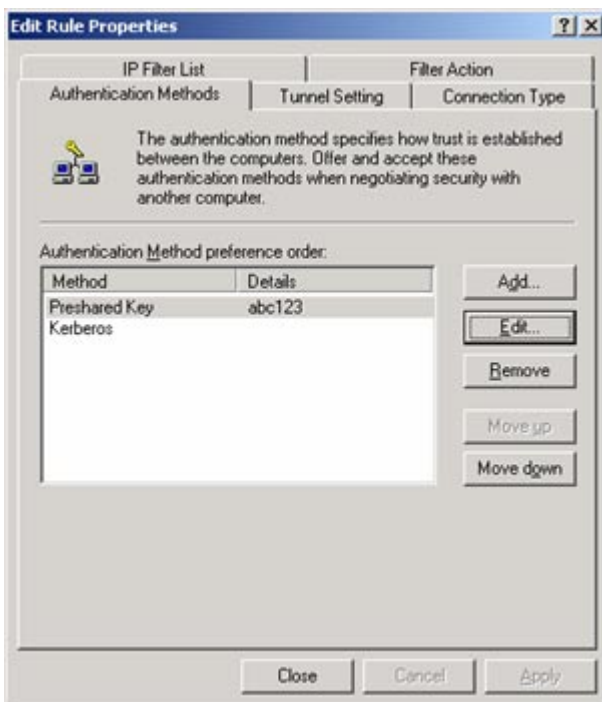 Edit Rule Properties
? X
IP Filter List
Filter Action
Authentication Methods
Tunnel Setting
Connection Type
The authentication method specifies how trust is established
between the computers. Offer and accept these
authentication methods when negotiating security with
another computer.
Authentication Method preference order:
Method Details
Preshared Key abc123
Kerberos
Add...
Edit...
Remove
Move up
Move down
Close
Cancel
Apply